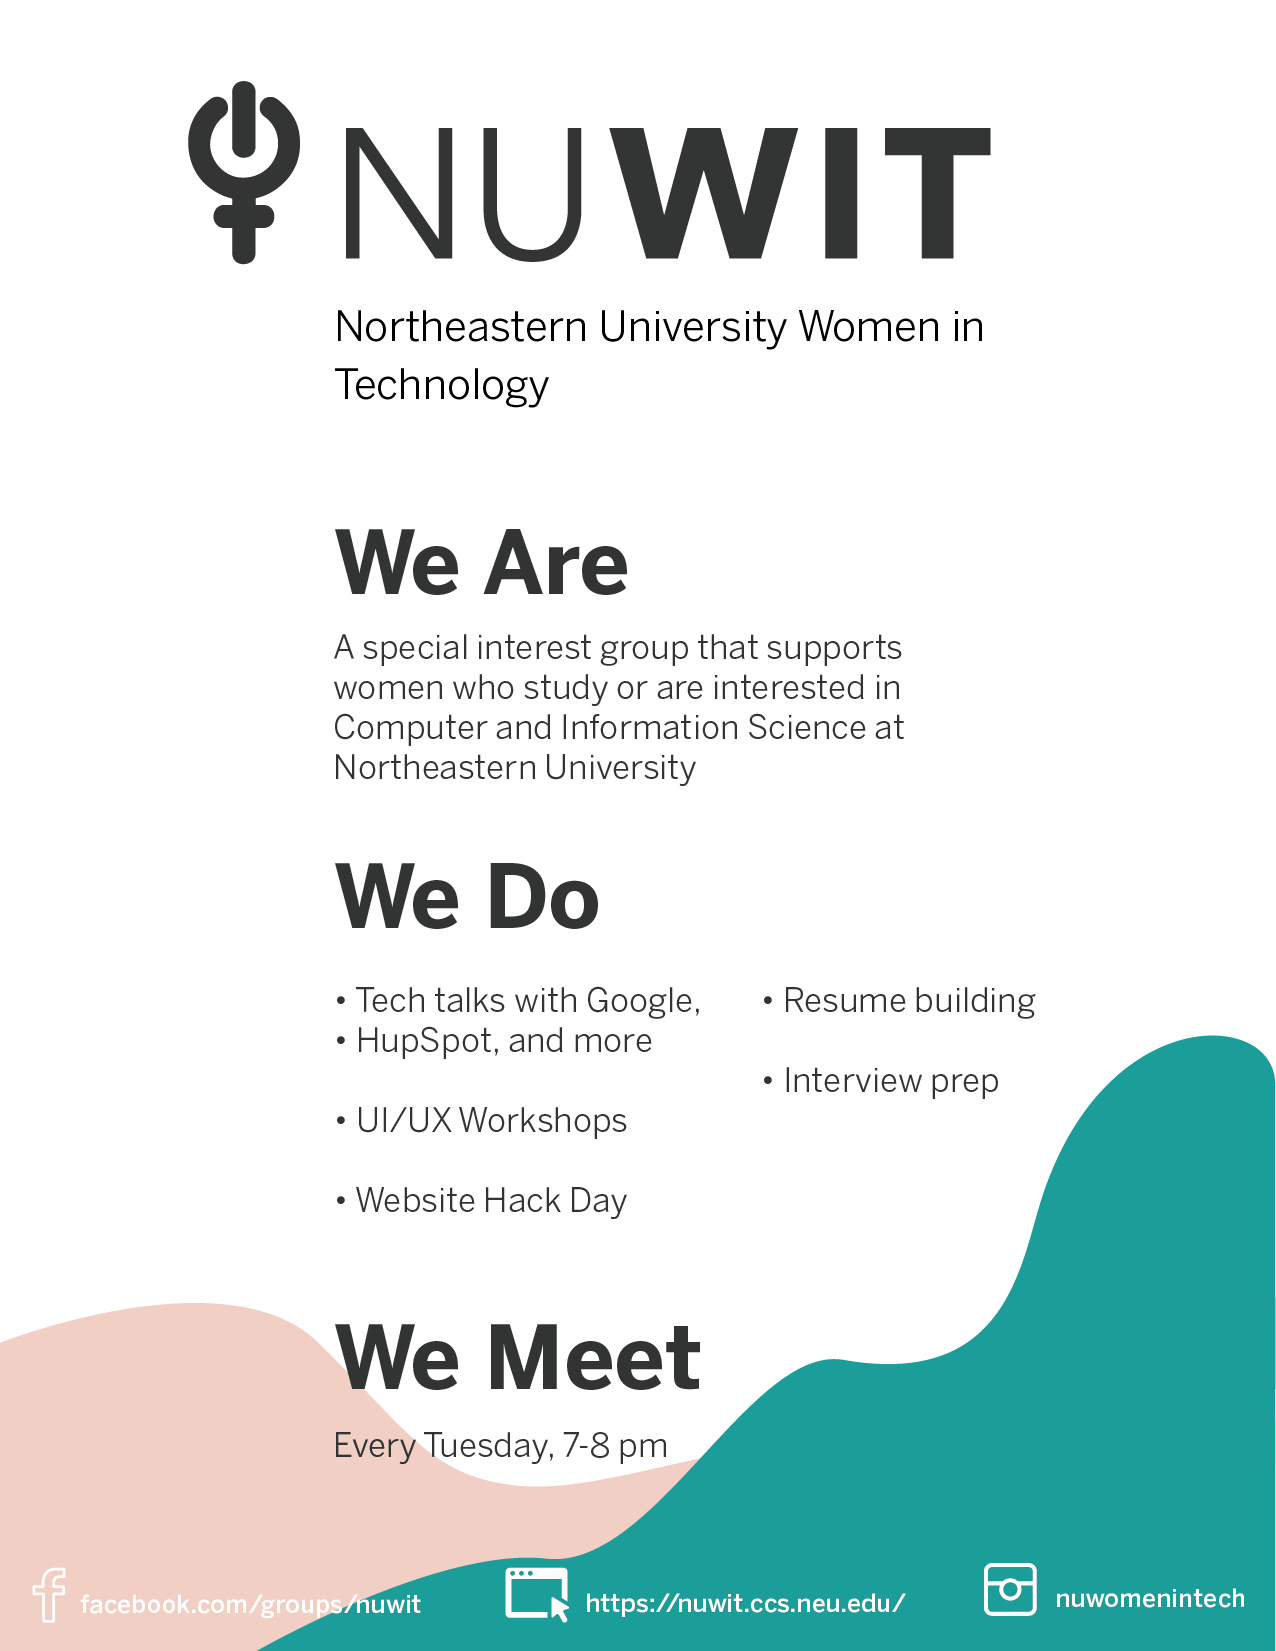 NUWIT
Northeastern University Women in
Technology
We Are
A special interest group that supports
women who study or are interested in
Computer and Information Science at
Northeastern University
We Do
• Tech talks with Google,
• HupSpot, and more
• UI/UX Workshops
• Website Hack Day
• Resume building
• Interview prep
We Meet
Every Tuesday, 7-8 pm
facebook.com/groups/nuwit
https://nuwit.ccs.neu.edu/
nuwomenintech